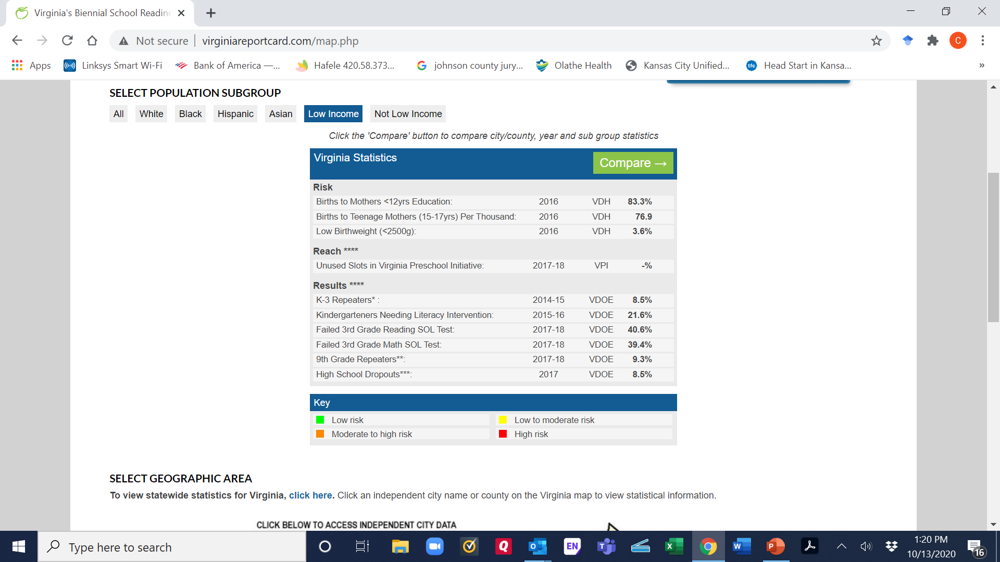 Virginia's Biennial School Readine
Not secure | virginiareportcard.com/map.php
C
Apps Linksys Smart Wi-Fi Bank of America —... Hafele 420.58.373... johnson county jury... Olathe Health Kansas City Unified... tfc Head Start in Kansa... »
SELECT POPULATION SUBGROUP
All White Black Hispanic Asian Low Income Not Low Income
Click the 'Compare' button to compare city/county, year and sub group statistics
Virginia Statistics Compare →
Risk
Births to Mothers <12yrs Education: 2016 VDH 83.3%
Births to Teenage Mothers (15-17yrs) Per Thousand: 2016 VDH 76.9
Low Birthweight (<2500g): 2016 VDH 3.6%
Reach ****
Unused Slots in Virginia Preschool Initiative: 2017-18 VPI -%
Results ****
K-3 Repeaters* : 2014-15 VDOE 8.5%
Kindergarteners Needing Literacy Intervention: 2015-16 VDOE 21.6%
Failed 3rd Grade Reading SOL Test: 2017-18 VDOE 40.6%
Failed 3rd Grade Math SOL Test: 2017-18 VDOE 39.4%
9th Grade Repeaters**: 2017-18 VDOE 9.3%
High School Dropouts***: 2017 VDOE 8.5%
Key
Low risk Low to moderate risk
Moderate to high risk High risk
SELECT GEOGRAPHIC AREA
To view statewide statistics for Virginia, click here. Click an independent city name or county on the Virginia map to view statistical information.
CLICK BELOW TO ACCESS INDEPENDENT CITY DATA
Type here to search
Q EN
1:20 PM
10/13/2020
16